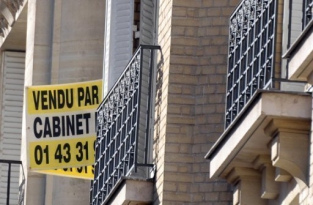 VENDU PAR
CABINET
01 43 31